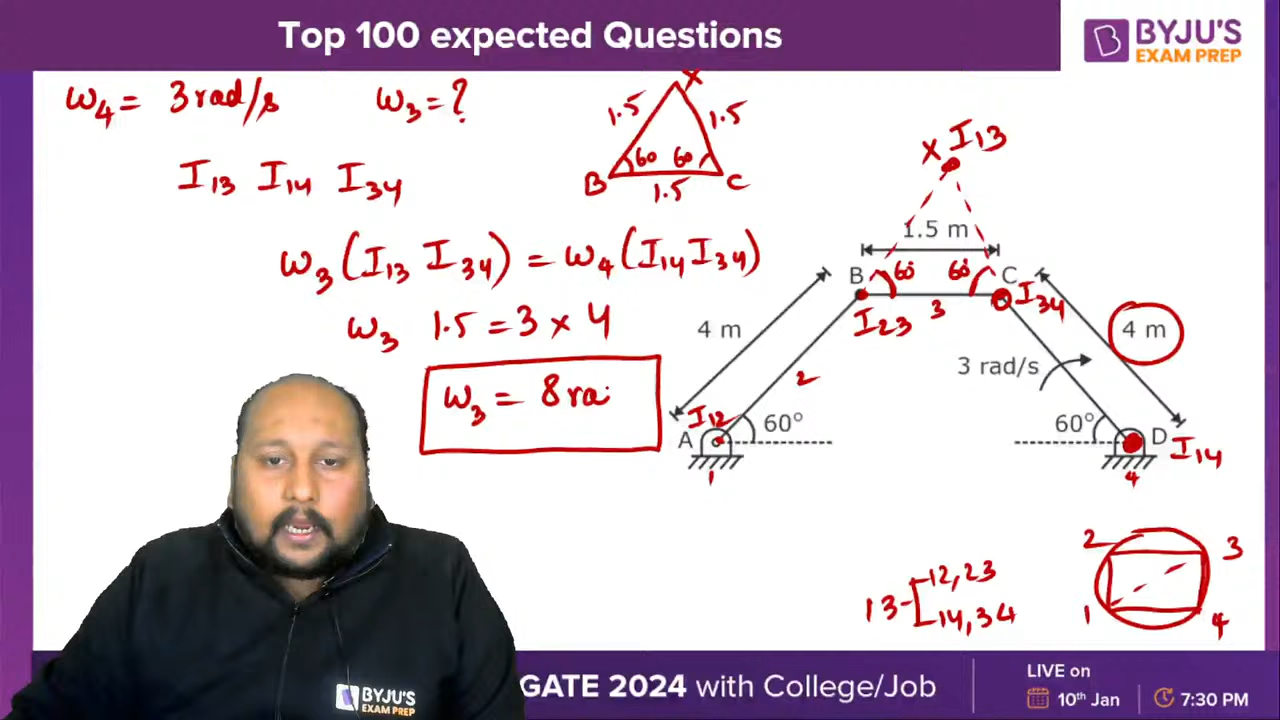 Top 100 expected Questions
BYJU'S
EXAM PREP
ω4 = 3 rad/s ω3 = ?
I13 I14 I34
ω3 (I13 I34) = ω4 (I14 I34)
ω3 1.5 = 3 × 4
ω3 = 8 ra
X
1.5 1.5
60 60
B 1.5 C
X I13
1.5 m
B 60° 60° C
I23 3 I34
4 m 4 m
2 3 rad/s
I12
A 60° 60° D
I14
1 4
2 3
1 4
13 12, 23
14, 34
BYJU'S
EXAM PREP
GATE 2024 with College/Job
LIVE on
10th Jan 7:30 PM